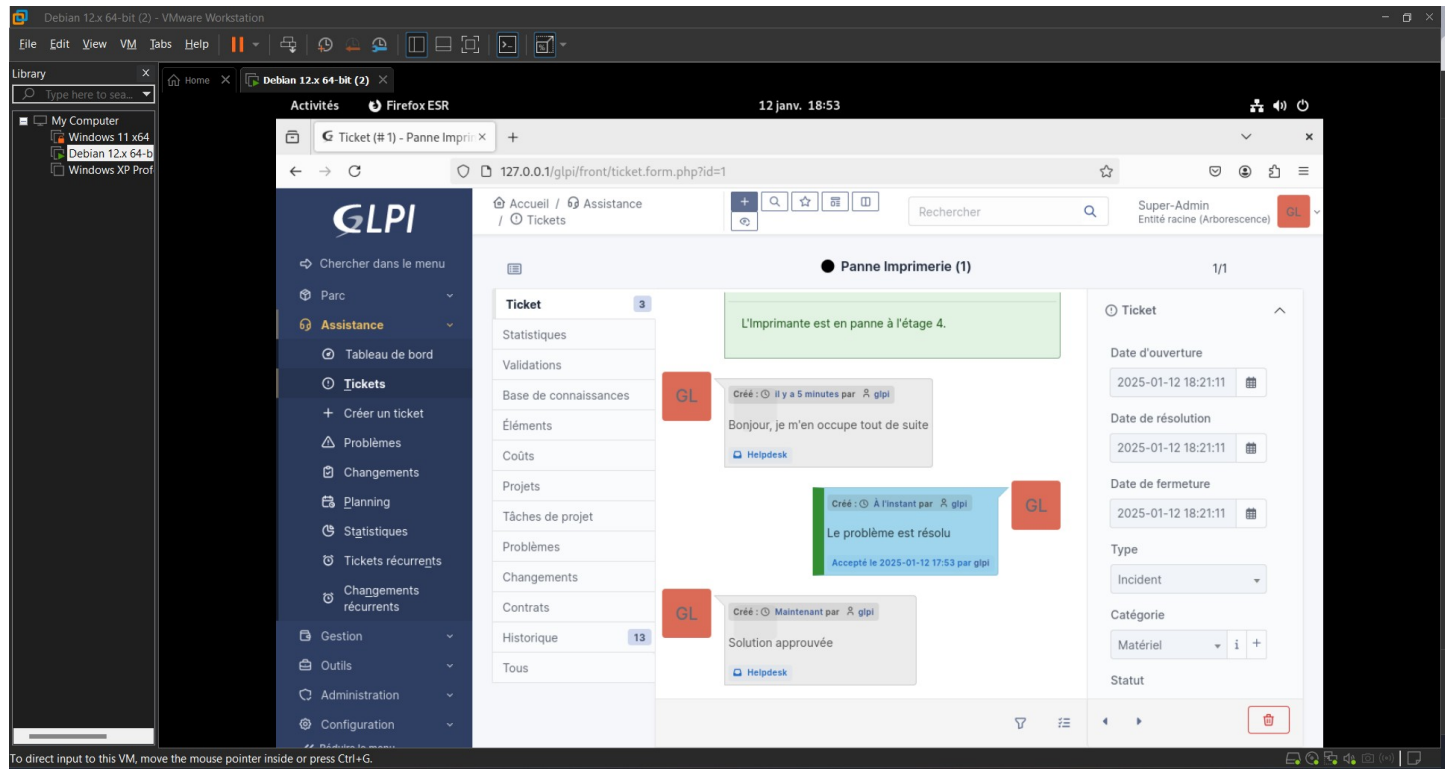 Debian 12.x 64-bit (2) - VMware Workstation
File Edit View VM Tabs Help
Library
Type here to sea...
My Computer
Windows 11 x64
Debian 12.x 64-b
Windows XP Prof
Home
Debian 12.x 64-bit (2)
Activités Firefox ESR 12 janv. 18:53
Ticket (#1) - Panne Imprir
127.0.0.1/glpi/front/ticket.form.php?id=1
GLPI
Chercher dans le menu
Parc
Assistance
Tableau de bord
Tickets
Créer un ticket
Problèmes
Changements
Planning
Statistiques
Tickets récurrents
Changements
récurrents
Gestion
Outils
Administration
Configuration
Réduire le menu
Accueil / Assistance
/ Tickets
Rechercher
Super-Admin
Entité racine (Arborescence)
GL
Panne Imprimerie (1)
1/1
Ticket 3
Statistiques
Validations
Base de connaissances
Éléments
Coûts
Projets
Tâches de projet
Problèmes
Changements
Contrats
Historique 13
Tous
L'Imprimante est en panne à l'étage 4.
GL
Créé : Il y a 5 minutes par glpi
Bonjour, je m'en occupe tout de suite
Helpdesk
GL
Créé : À l'instant par glpi
Le problème est résolu
Accepté le 2025-01-12 17:53 par glpi
GL
Créé : Maintenant par glpi
Solution approuvée
Helpdesk
Ticket
Date d'ouverture
2025-01-12 18:21:11
Date de résolution
2025-01-12 18:21:11
Date de fermeture
2025-01-12 18:21:11
Type
Incident
Catégorie
Matériel i +
Statut
To direct input to this VM, move the mouse pointer inside or press Ctrl+G.